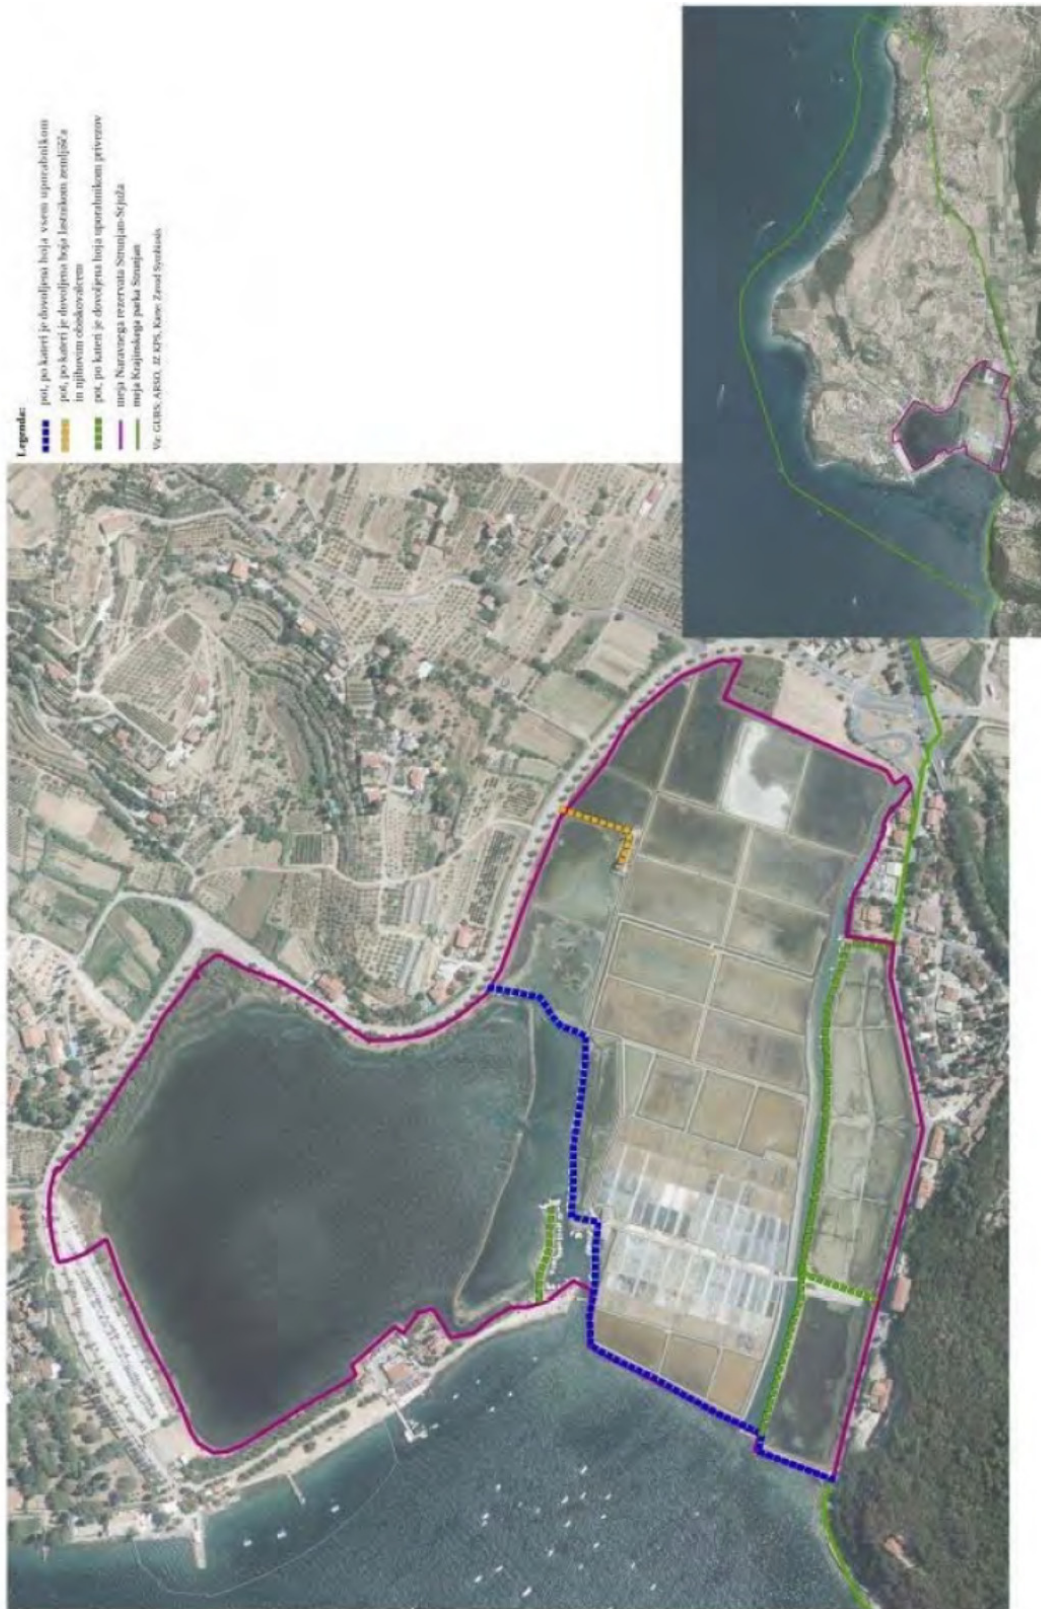 Legenda:
pot, po kateri je dovoljena hoja vsem uporabnikom
pot, po kateri je dovoljena hoja lastnikom zemljišča
in njihovim obiskovalcem
pot, po kateri je dovoljena hoja uporabnikom privezov
meja Naravnega rezervata Strunjan-Stjuža
meja Krajinskega parka Strunjan
Vir: GURS, ARSO, JZ KPS, Karte: Zavod Symbiosis